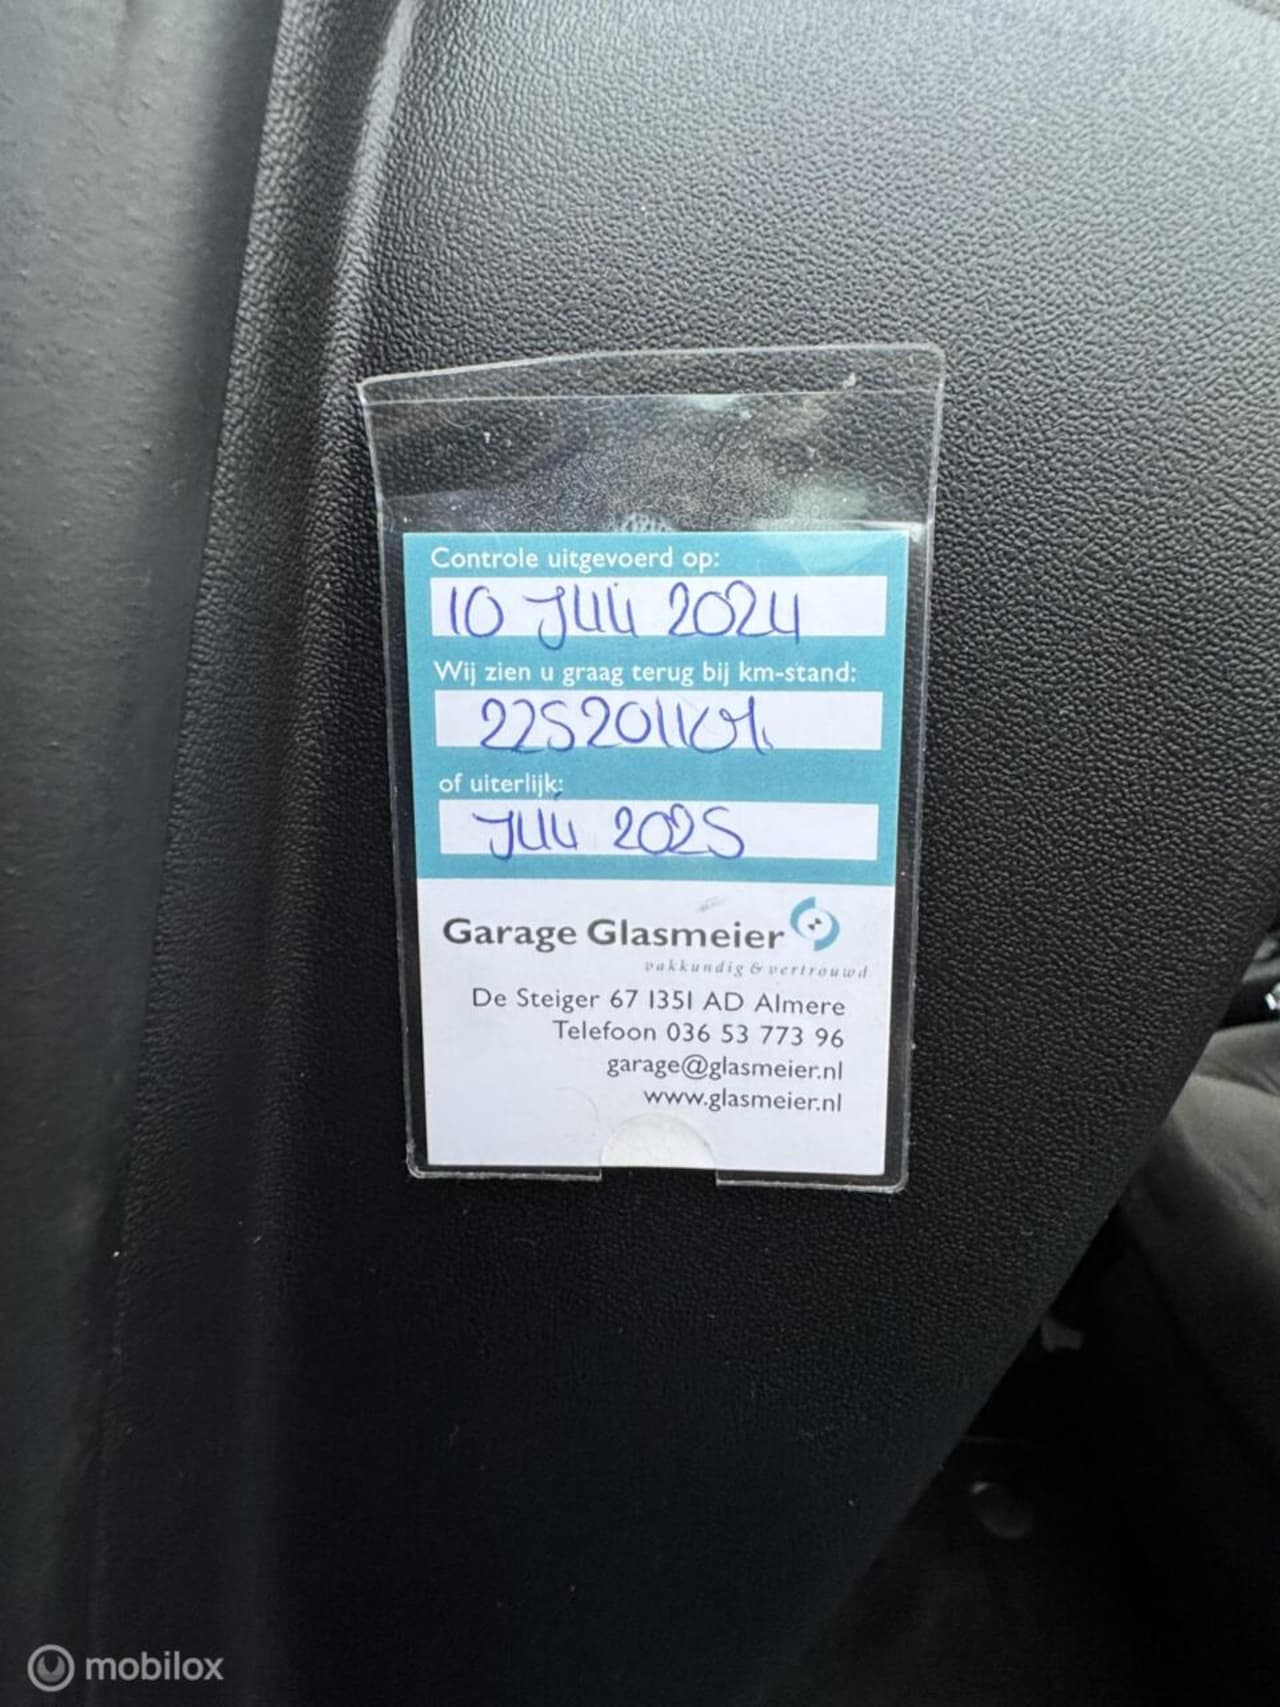 Controle uitgevoerd op:
10 Juli 2024
Wij zien u graag terug bij km-stand:
225201 KM.
of uiterlijk:
Juli 2025
Garage Glasmeier
vakkundig & vertrouwd
De Steiger 67 1351 AD Almere
Telefoon 036 53 773 96
garage@glasmeier.nl
www.glasmeier.nl
mobilox